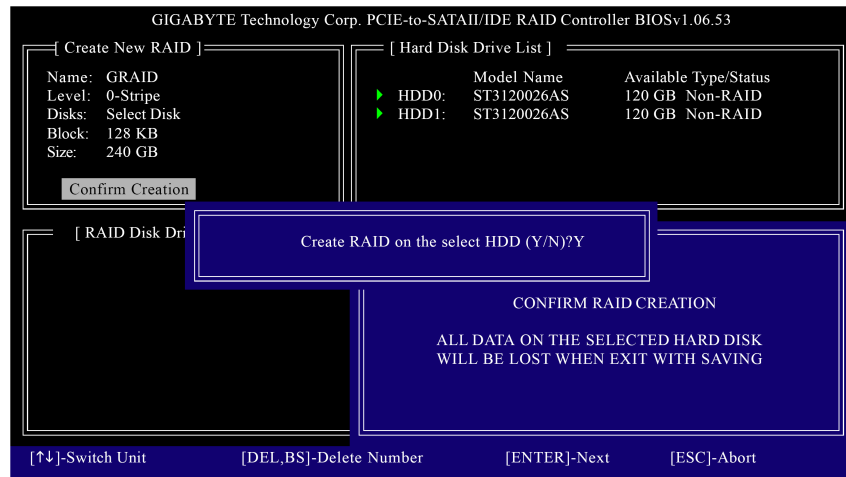 GIGABYTE Technology Corp. PCIE-to-SATAII/IDE RAID Controller BIOSv1.06.53
[ Create New RAID ]
Name: GRAID
Level: 0-Stripe
Disks: Select Disk
Block: 128 KB
Size: 240 GB
Confirm Creation
[ Hard Disk Drive List ]
Model Name Available Type/Status
HDD0: ST3120026AS 120 GB Non-RAID
HDD1: ST3120026AS 120 GB Non-RAID
[ RAID Disk Dri
Create RAID on the select HDD (Y/N)?Y
CONFIRM RAID CREATION
ALL DATA ON THE SELECTED HARD DISK
WILL BE LOST WHEN EXIT WITH SAVING
[↑↓]-Switch Unit [DEL,BS]-Delete Number [ENTER]-Next [ESC]-Abort